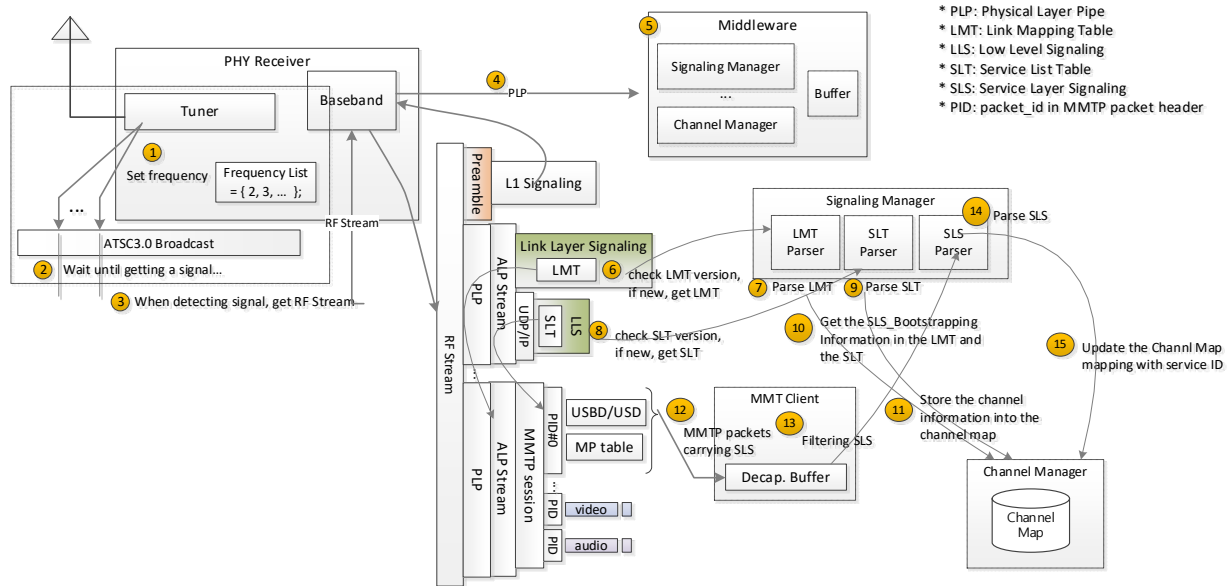 * PLP: Physical Layer Pipe
* LMT: Link Mapping Table
* LLS: Low Level Signaling
* SLT: Service List Table
* SLS: Service Layer Signaling
* PID: packet_id in MMTP packet header
5
Middleware
Signaling Manager
...
Channel Manager
Buffer
PHY Receiver
Tuner
Baseband
4
PLP
1
Set frequency
Frequency List
= { 2, 3, ... };
...
RF Stream
ATSC3.0 Broadcast
2
Wait until getting a signal...
3
When detecting signal, get RF Stream
RF Stream
Preamble
L1 Signaling
PLP
ALP Stream
Link Layer Signaling
LMT
6
check LMT version,
if new, get LMT
UDP/IP
SLT
LLS
8
check SLT version,
if new, get SLT
...
PLP
ALP Stream
MMTP session
PID#0
USBD/USD
MP table
...
PID
video
PID
audio
12
MMTP packets
carrying SLS
MMT Client
13
Filtering SLS
Decap. Buffer
Signaling Manager
LMT
Parser
SLT
Parser
SLS
Parser
14
Parse SLS
7
Parse LMT
9
Parse SLT
10
Get the SLS_Bootstrapping
Information in the LMT and
the SLT
11
Store the channel
information into the
channel map
15
Update the Channl Map
mapping with service ID
Channel Manager
Channel
Map